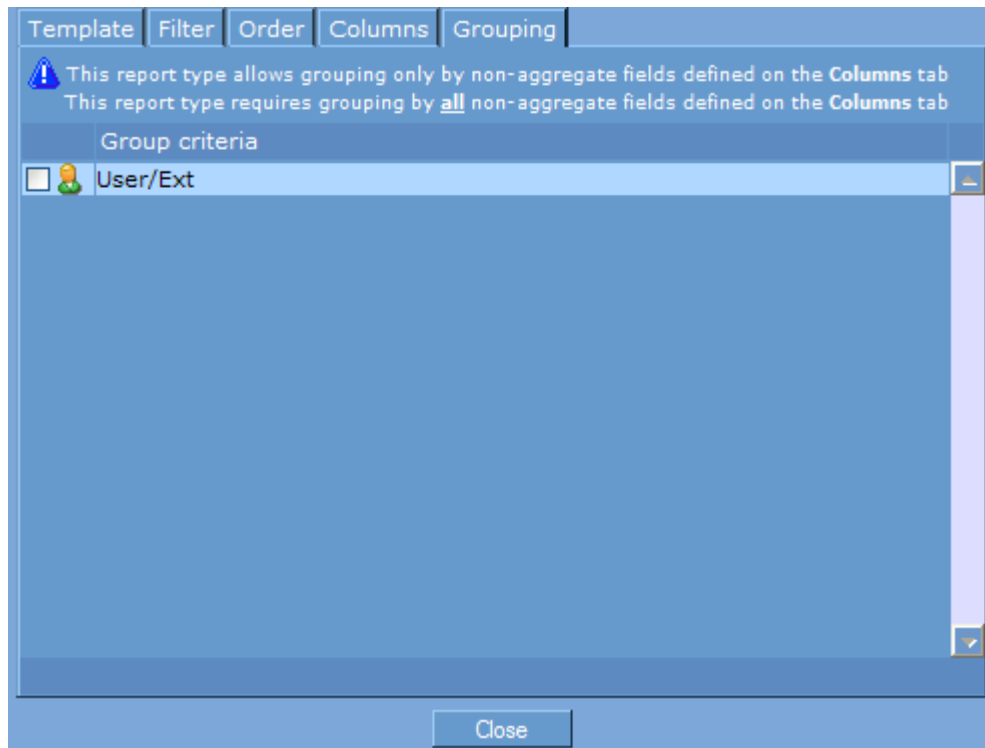 Template Filter Order Columns Grouping
This report type allows grouping only by non-aggregate fields defined on the Columns tab
This report type requires grouping by all non-aggregate fields defined on the Columns tab
Group criteria
User/Ext
Close